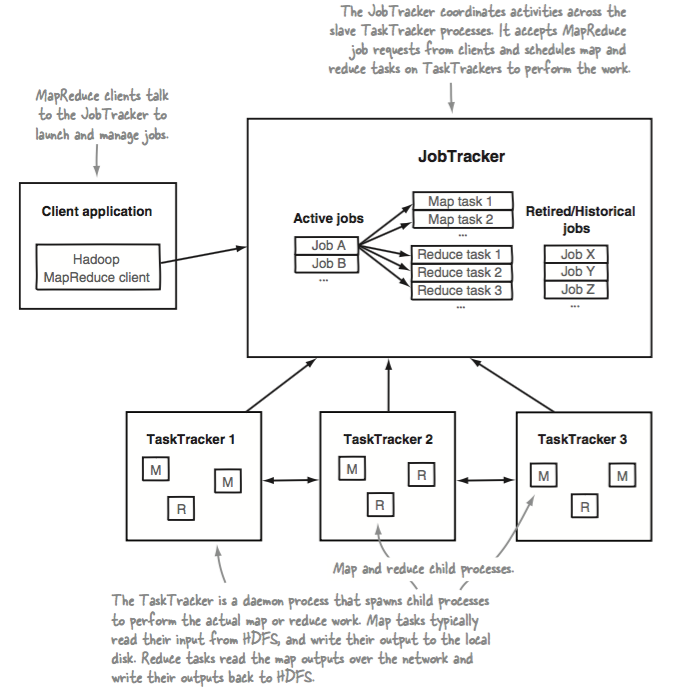 The JobTracker coordinates activities across the
slave TaskTracker processes. It accepts MapReduce
job requests from clients and schedules map and
reduce tasks on TaskTrackers to perform the work.
MapReduce clients talk
to the JobTracker to
launch and manage jobs.
JobTracker
Client application
Hadoop
MapReduce client
Active jobs
Job A
Job B
...
Map task 1
Map task 2
...
Reduce task 1
Reduce task 2
Reduce task 3
...
Retired/Historical
jobs
Job X
Job Y
Job Z
...
TaskTracker 1
M
M
R
TaskTracker 2
M
R
R
TaskTracker 3
M
M
R
Map and reduce child processes.
The TaskTracker is a daemon process that spawns child processes
to perform the actual map or reduce work. Map tasks typically
read their input from HDFS, and write their output to the local
disk. Reduce tasks read the map outputs over the network and
write their outputs back to HDFS.